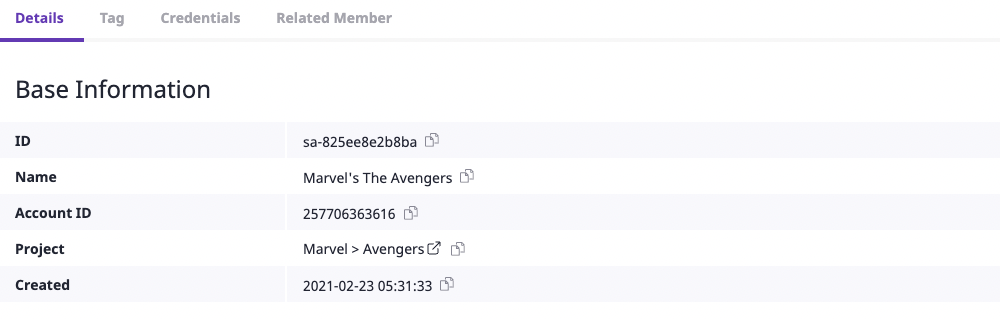 Details Tag Credentials Related Member
Base Information
ID sa-825ee8e2b8ba
Name Marvel's The Avengers
Account ID 257706363616
Project Marvel > Avengers
Created 2021-02-23 05:31:33